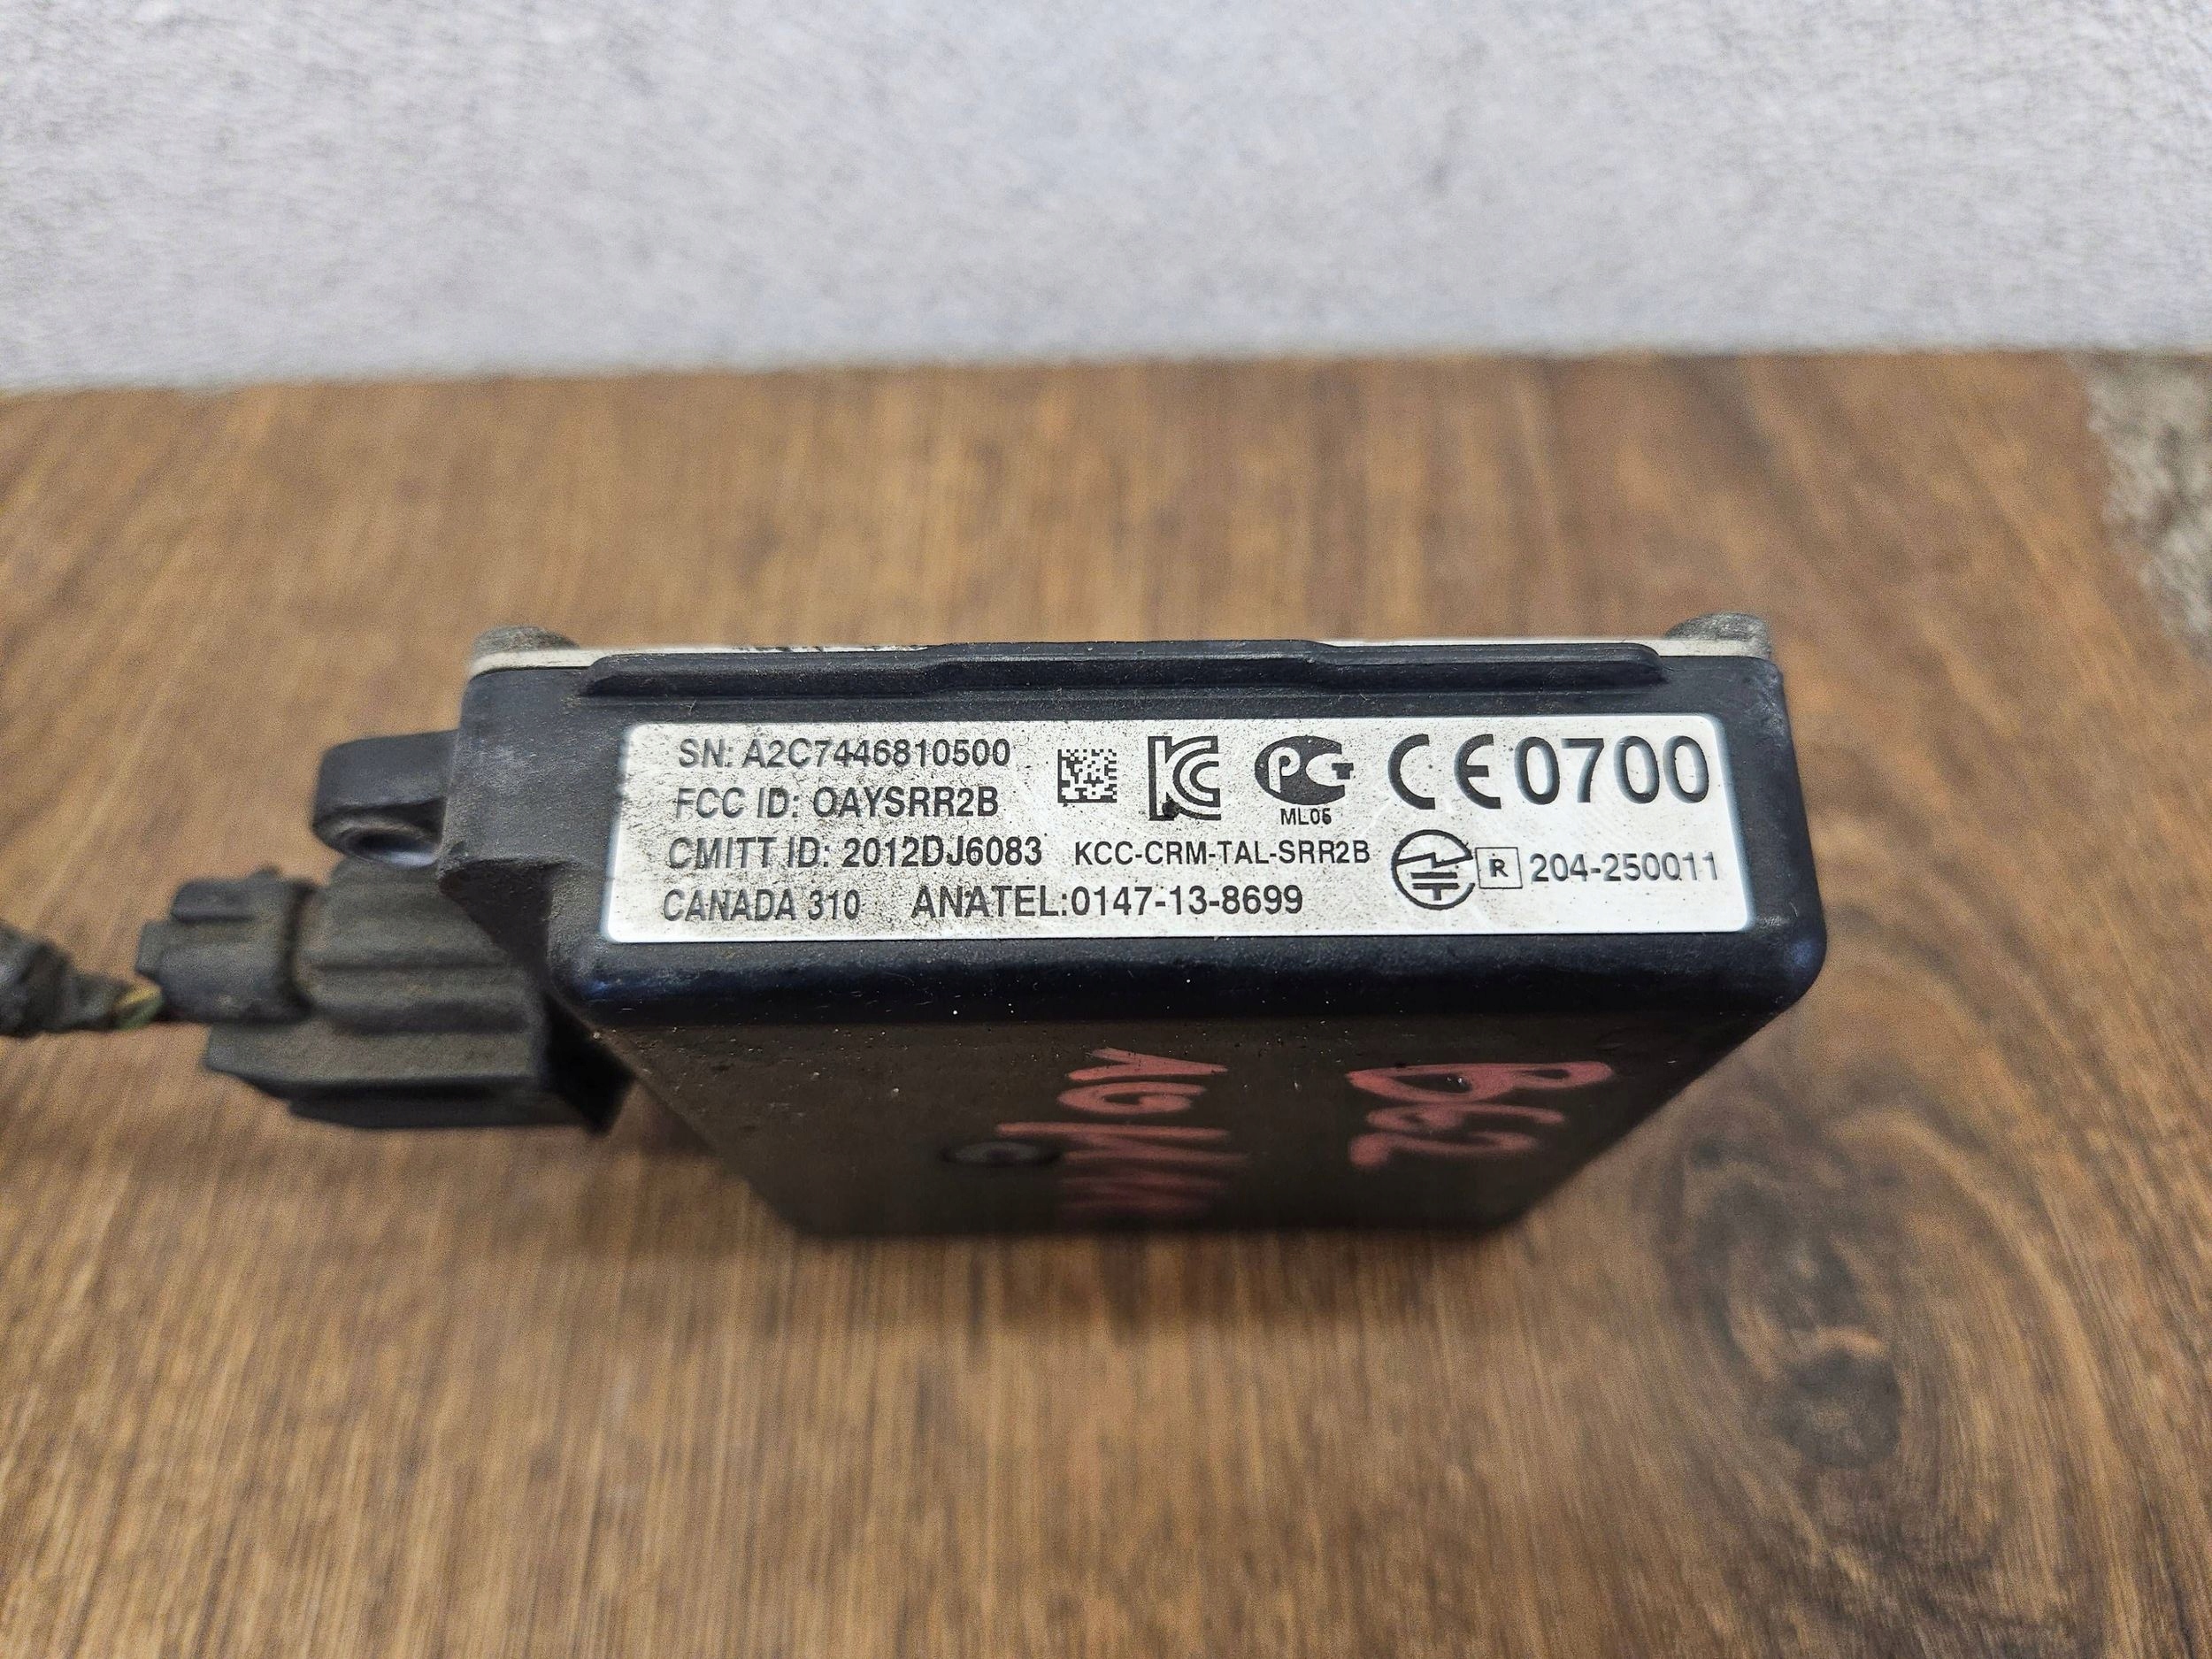 SN: A2C7446810500
FCC ID: OAYSRR2B
CMITT ID: 2012DJ6083
CANADA 310 ANATEL:0147-13-8699
KCC-CRM-TAL-SRR2B
ML05
CE0700
R 204-250011